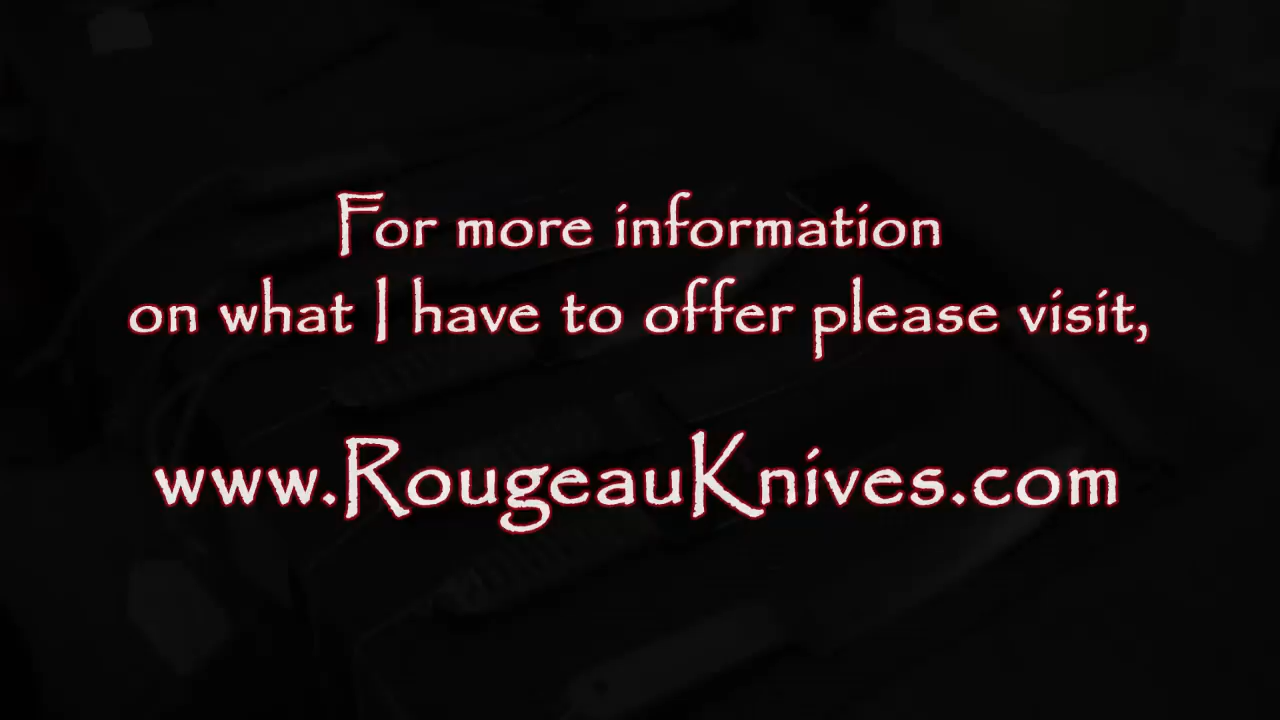 For more information
on what I have to offer please visit,
www.RougeauKnives.com